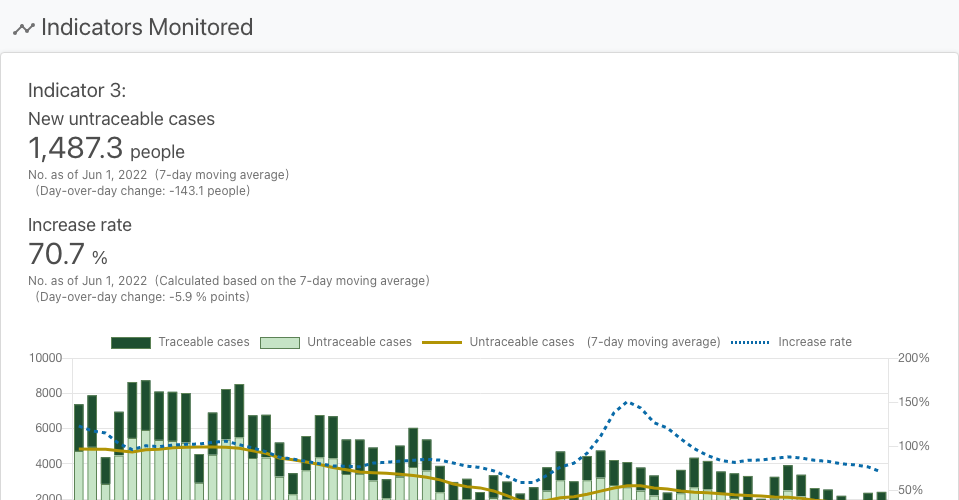 Indicators Monitored
Indicator 3:
New untraceable cases
1,487.3 people
No. as of Jun 1, 2022 (7-day moving average)
(Day-over-day change: -143.1 people)
Increase rate
70.7 %
No. as of Jun 1, 2022 (Calculated based on the 7-day moving average)
(Day-over-day change: -5.9 % points)
Traceable cases Untraceable cases Untraceable cases (7-day moving average) Increase rate
10000 200%
8000
150%
6000
100%
4000
50%
2000